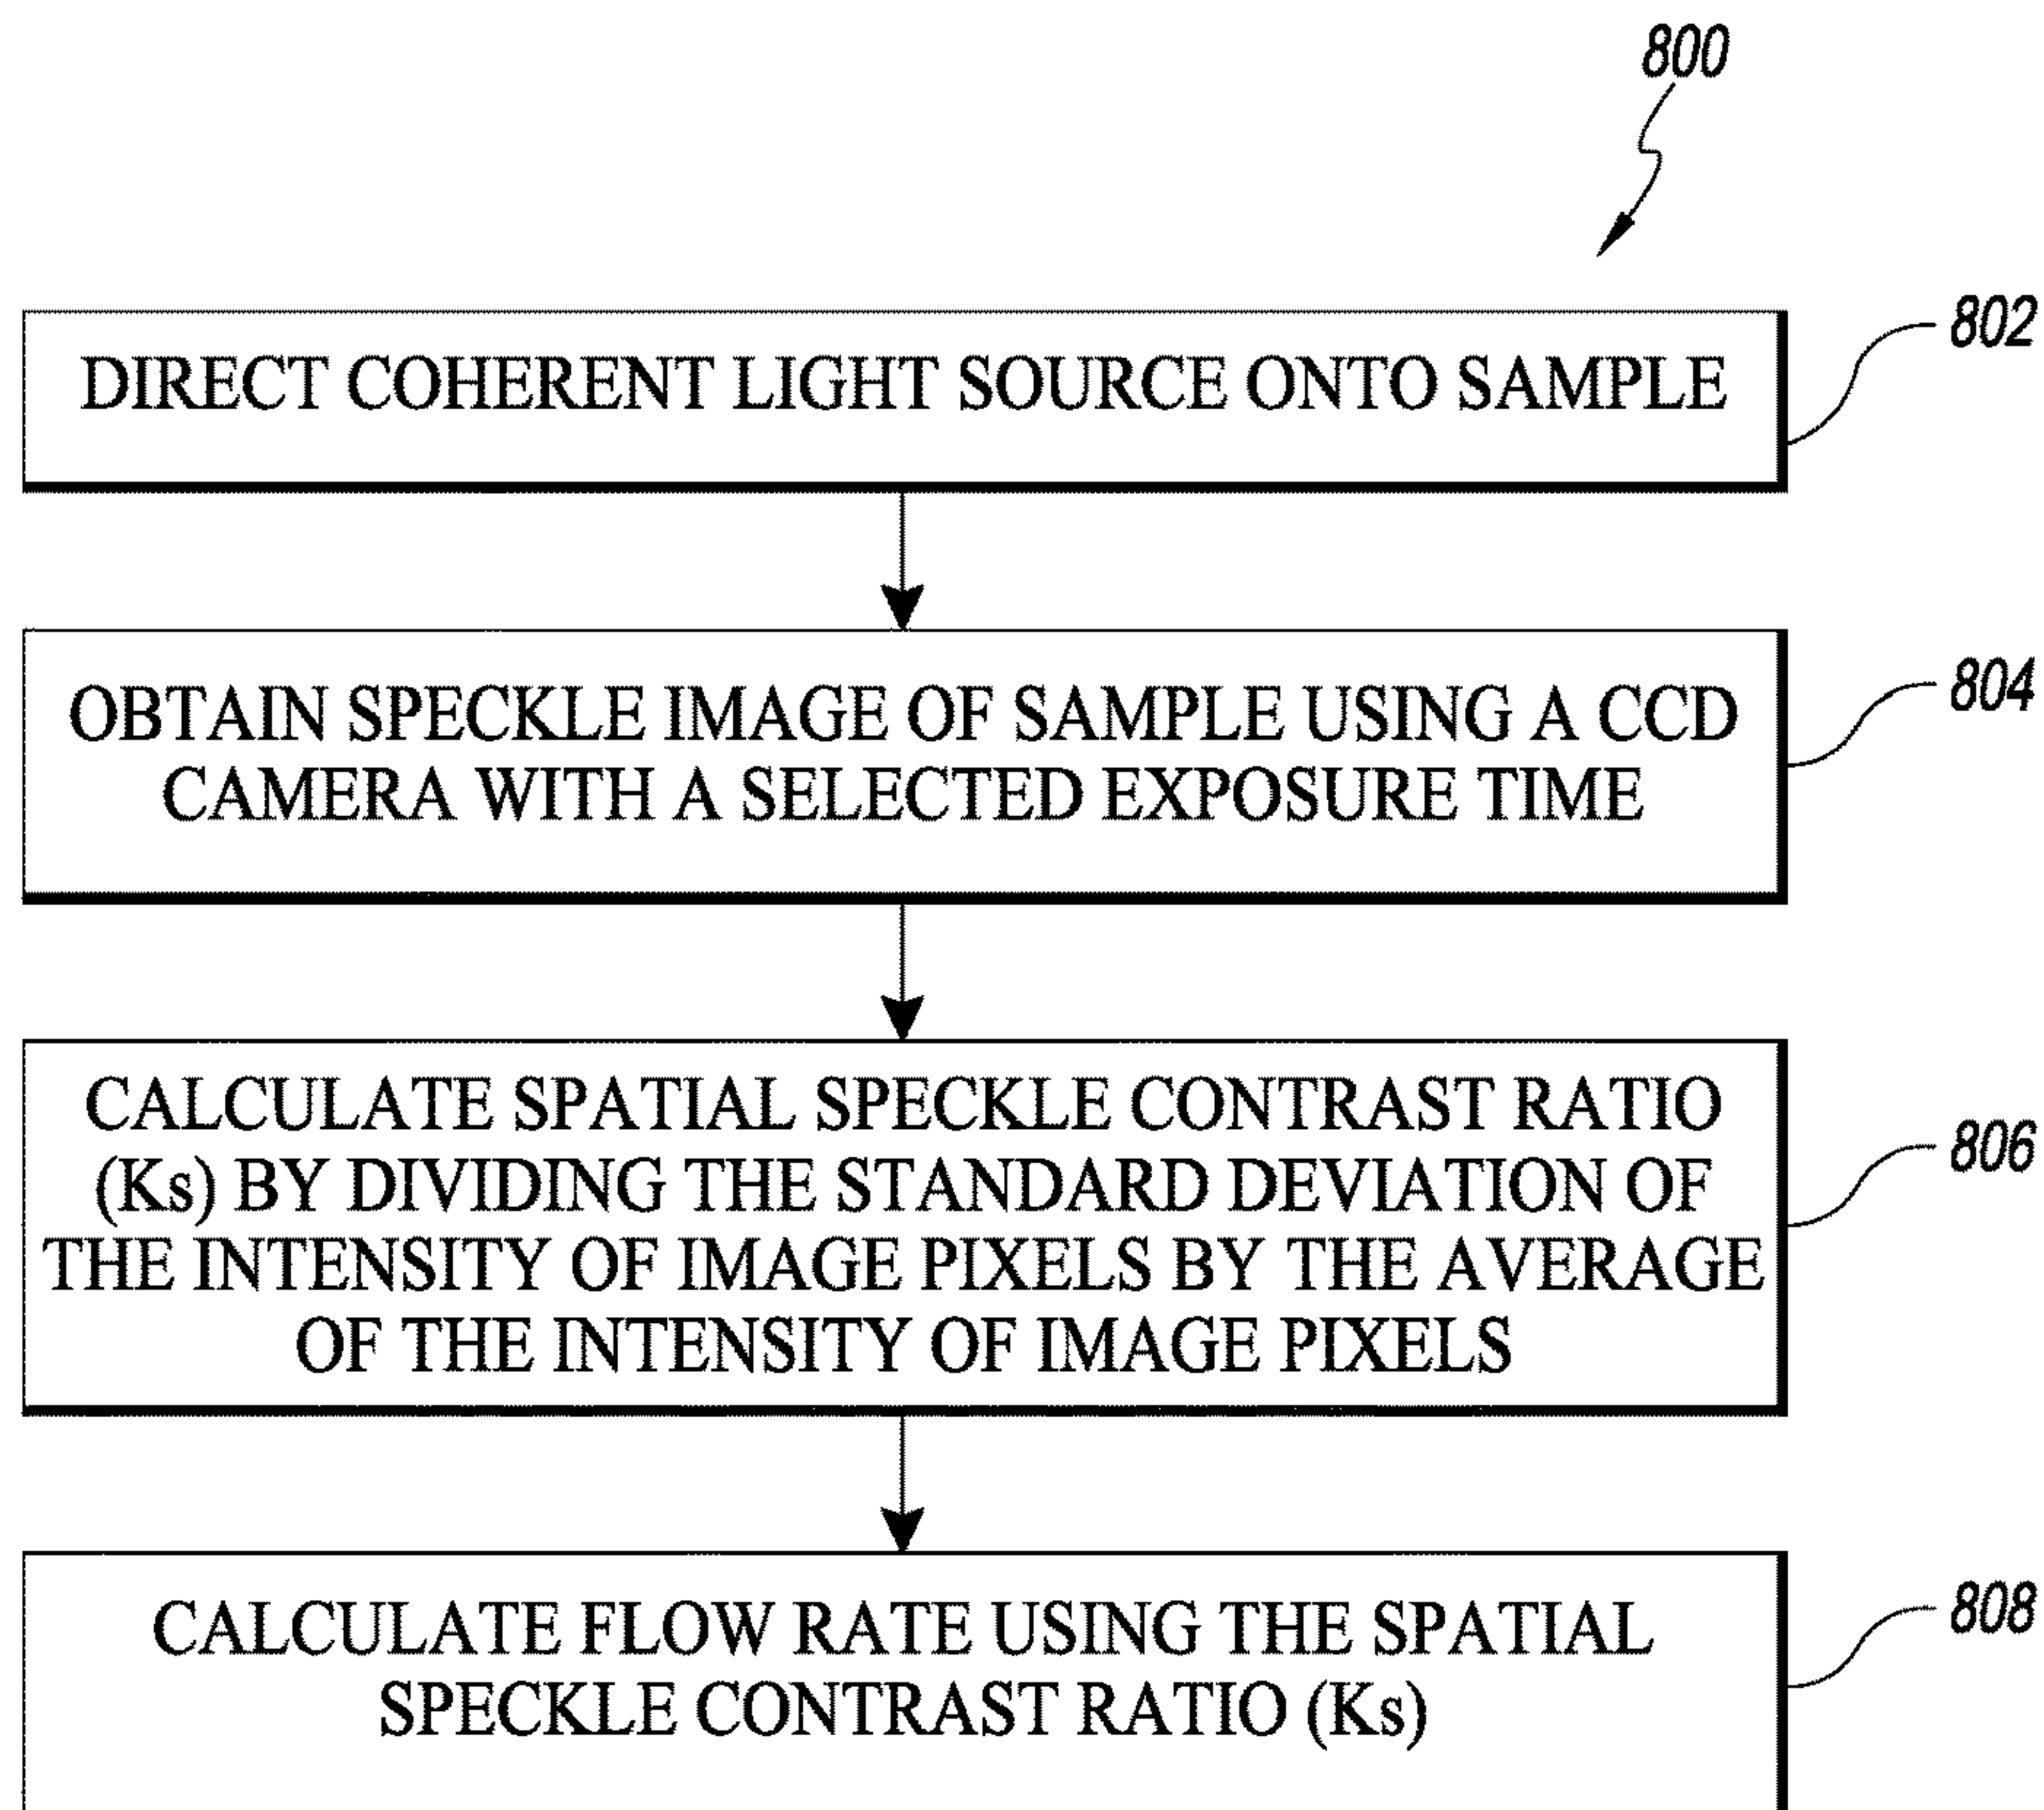 800
DIRECT COHERENT LIGHT SOURCE ONTO SAMPLE
802
OBTAIN SPECKLE IMAGE OF SAMPLE USING A CCD
CAMERA WITH A SELECTED EXPOSURE TIME
804
CALCULATE SPATIAL SPECKLE CONTRAST RATIO
(Ks) BY DIVIDING THE STANDARD DEVIATION OF
THE INTENSITY OF IMAGE PIXELS BY THE AVERAGE
OF THE INTENSITY OF IMAGE PIXELS
806
CALCULATE FLOW RATE USING THE SPATIAL
SPECKLE CONTRAST RATIO (Ks)
808